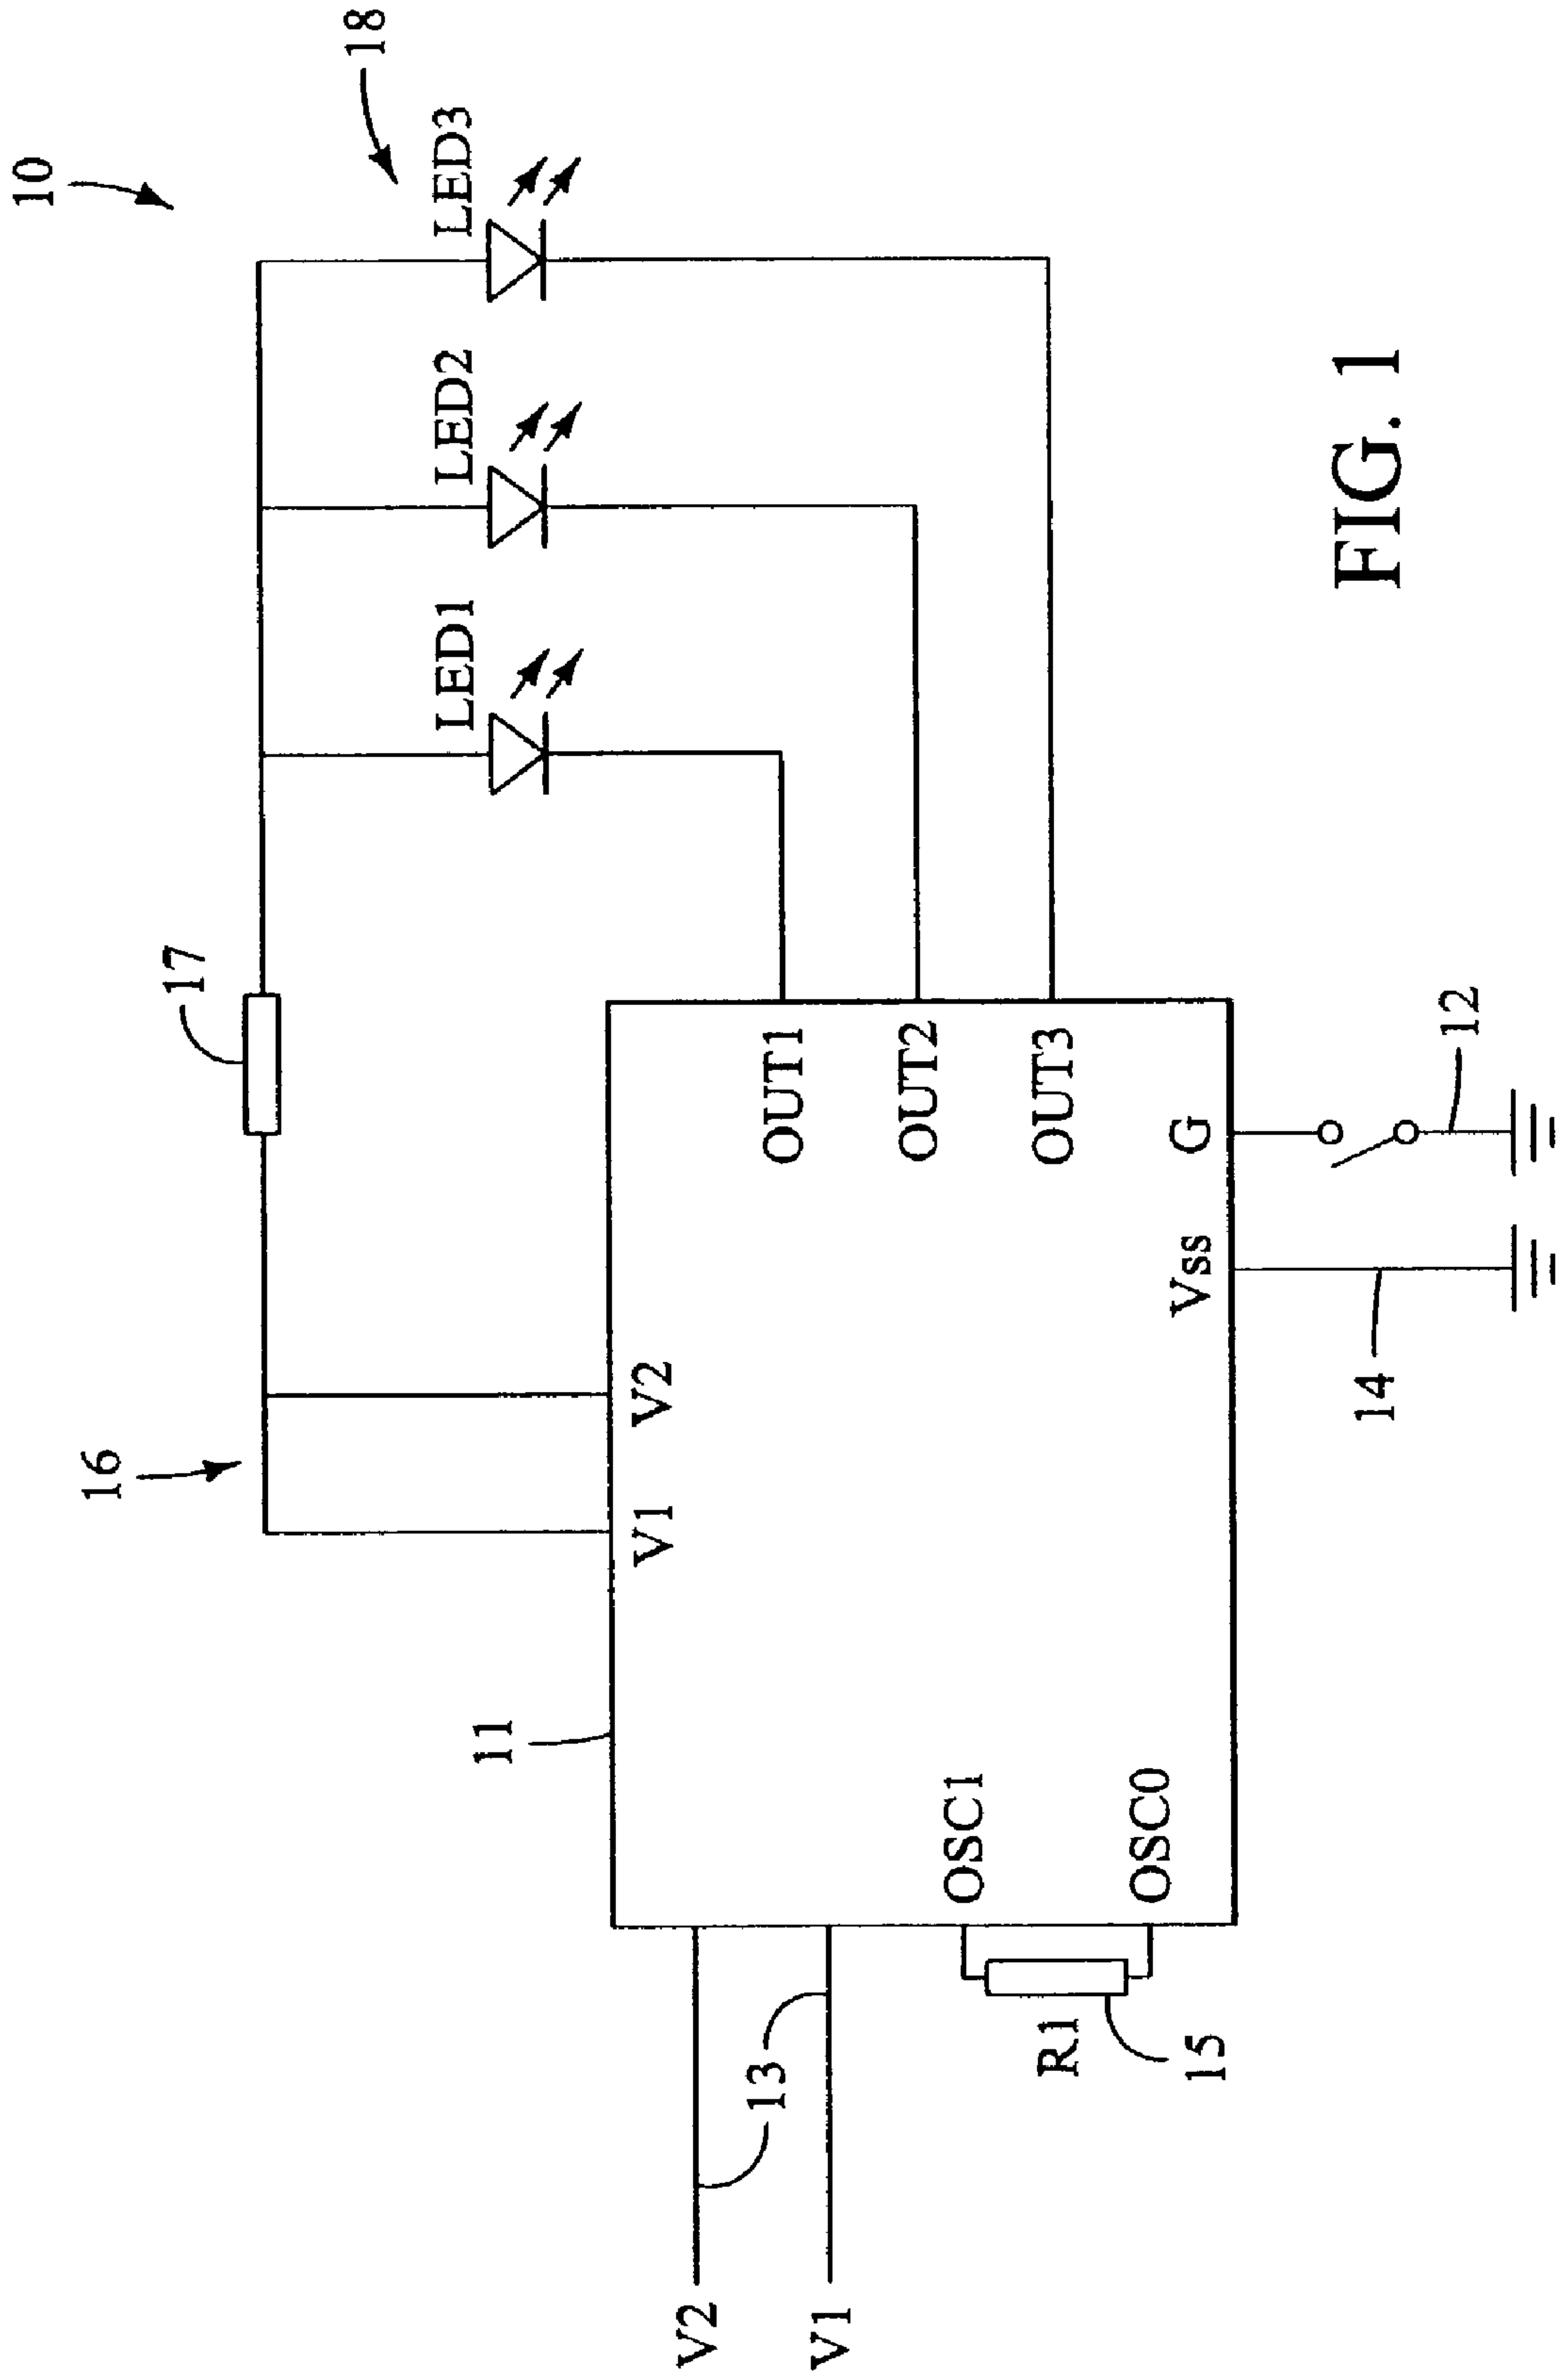 10
18
17
16
LED1
LED2
LED3
11
V1
V2
V2
V1
13
OUT1
OUT2
OUT3
OSC1
OSC0
R1
15
Vss
G
14
12
FIG. 1